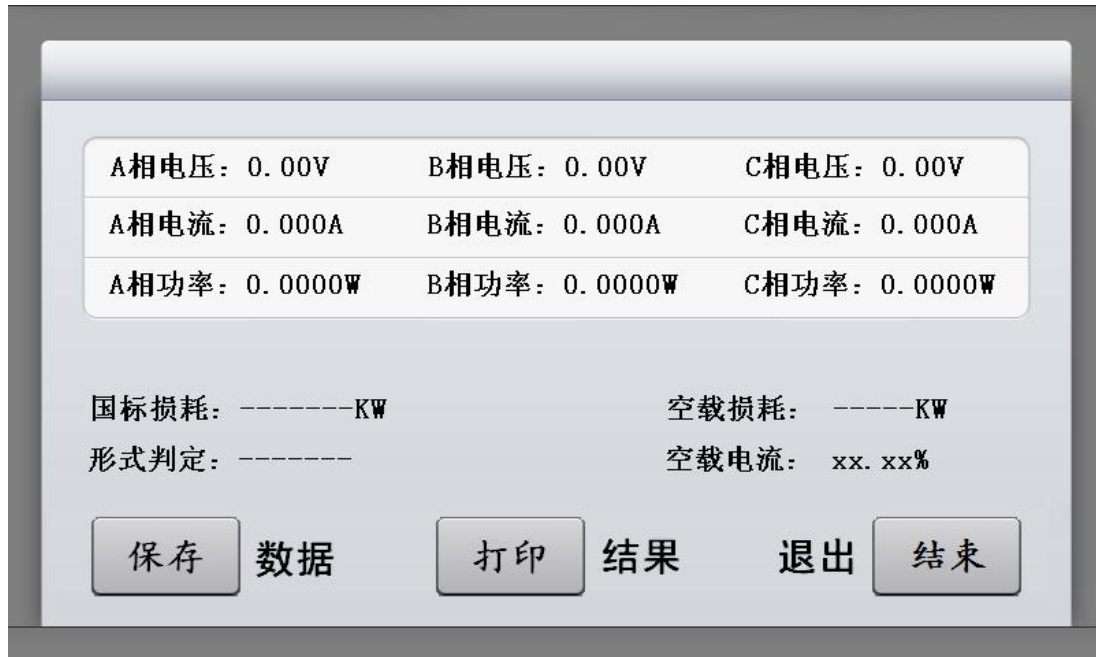 A相电压：0.00V B相电压：0.00V C相电压：0.00V
A相电流：0.000A B相电流：0.000A C相电流：0.000A
A相功率：0.0000W B相功率：0.0000W C相功率：0.0000W
国标损耗：-------KW 空载损耗： -----KW
形式判定：------- 空载电流： xx.xx%
保存 数据 打印 结果 退出 结束